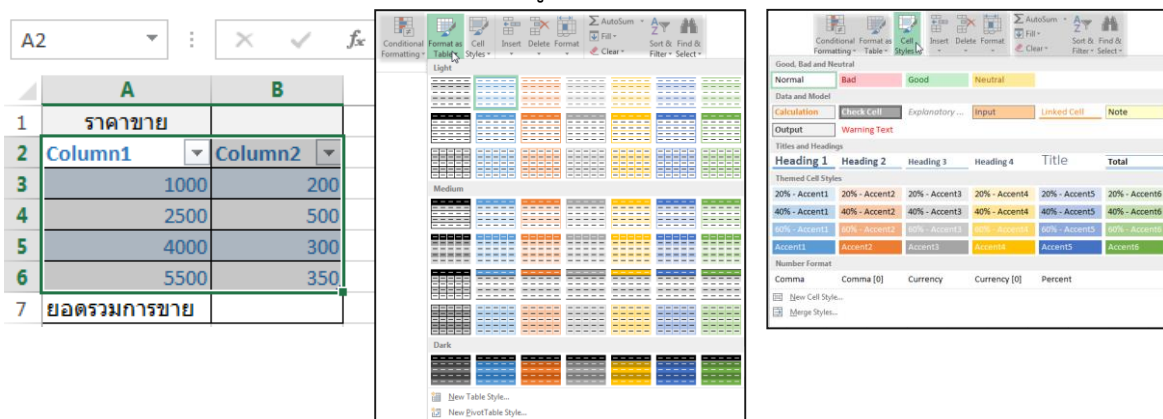 A2
fx
A B
1 ราคาขาย
2 Column1 Column2
3 1000 200
4 2500 500
5 4000 300
6 5500 350
7 ยอดรวมการขาย
Conditional Formatting Format as Table Cell Styles Insert Delete Format AutoSum Fill Clear Sort & Filter Find & Select
Light
Medium
Dark
New Table Style...
New PivotTable Style...
Conditional Formatting Format as Table Cell Styles Insert Delete Format AutoSum Fill Clear Sort & Filter Find & Select
Good, Bad and Neutral
Normal Bad Good Neutral
Data and Model
Calculation Check Cell Explanatory ... Input Linked Cell Note
Output Warning Text
Titles and Headings
Heading 1 Heading 2 Heading 3 Heading 4 Title Total
Themed Cell Styles
20% - Accent1 20% - Accent2 20% - Accent3 20% - Accent4 20% - Accent5 20% - Accent6
40% - Accent1 40% - Accent2 40% - Accent3 40% - Accent4 40% - Accent5 40% - Accent6
60% - Accent1 60% - Accent2 60% - Accent3 60% - Accent4 60% - Accent5 60% - Accent6
Accent1 Accent2 Accent3 Accent4 Accent5 Accent6
Number Format
Comma Comma [0] Currency Currency [0] Percent
New Cell Style...
Merge Styles...